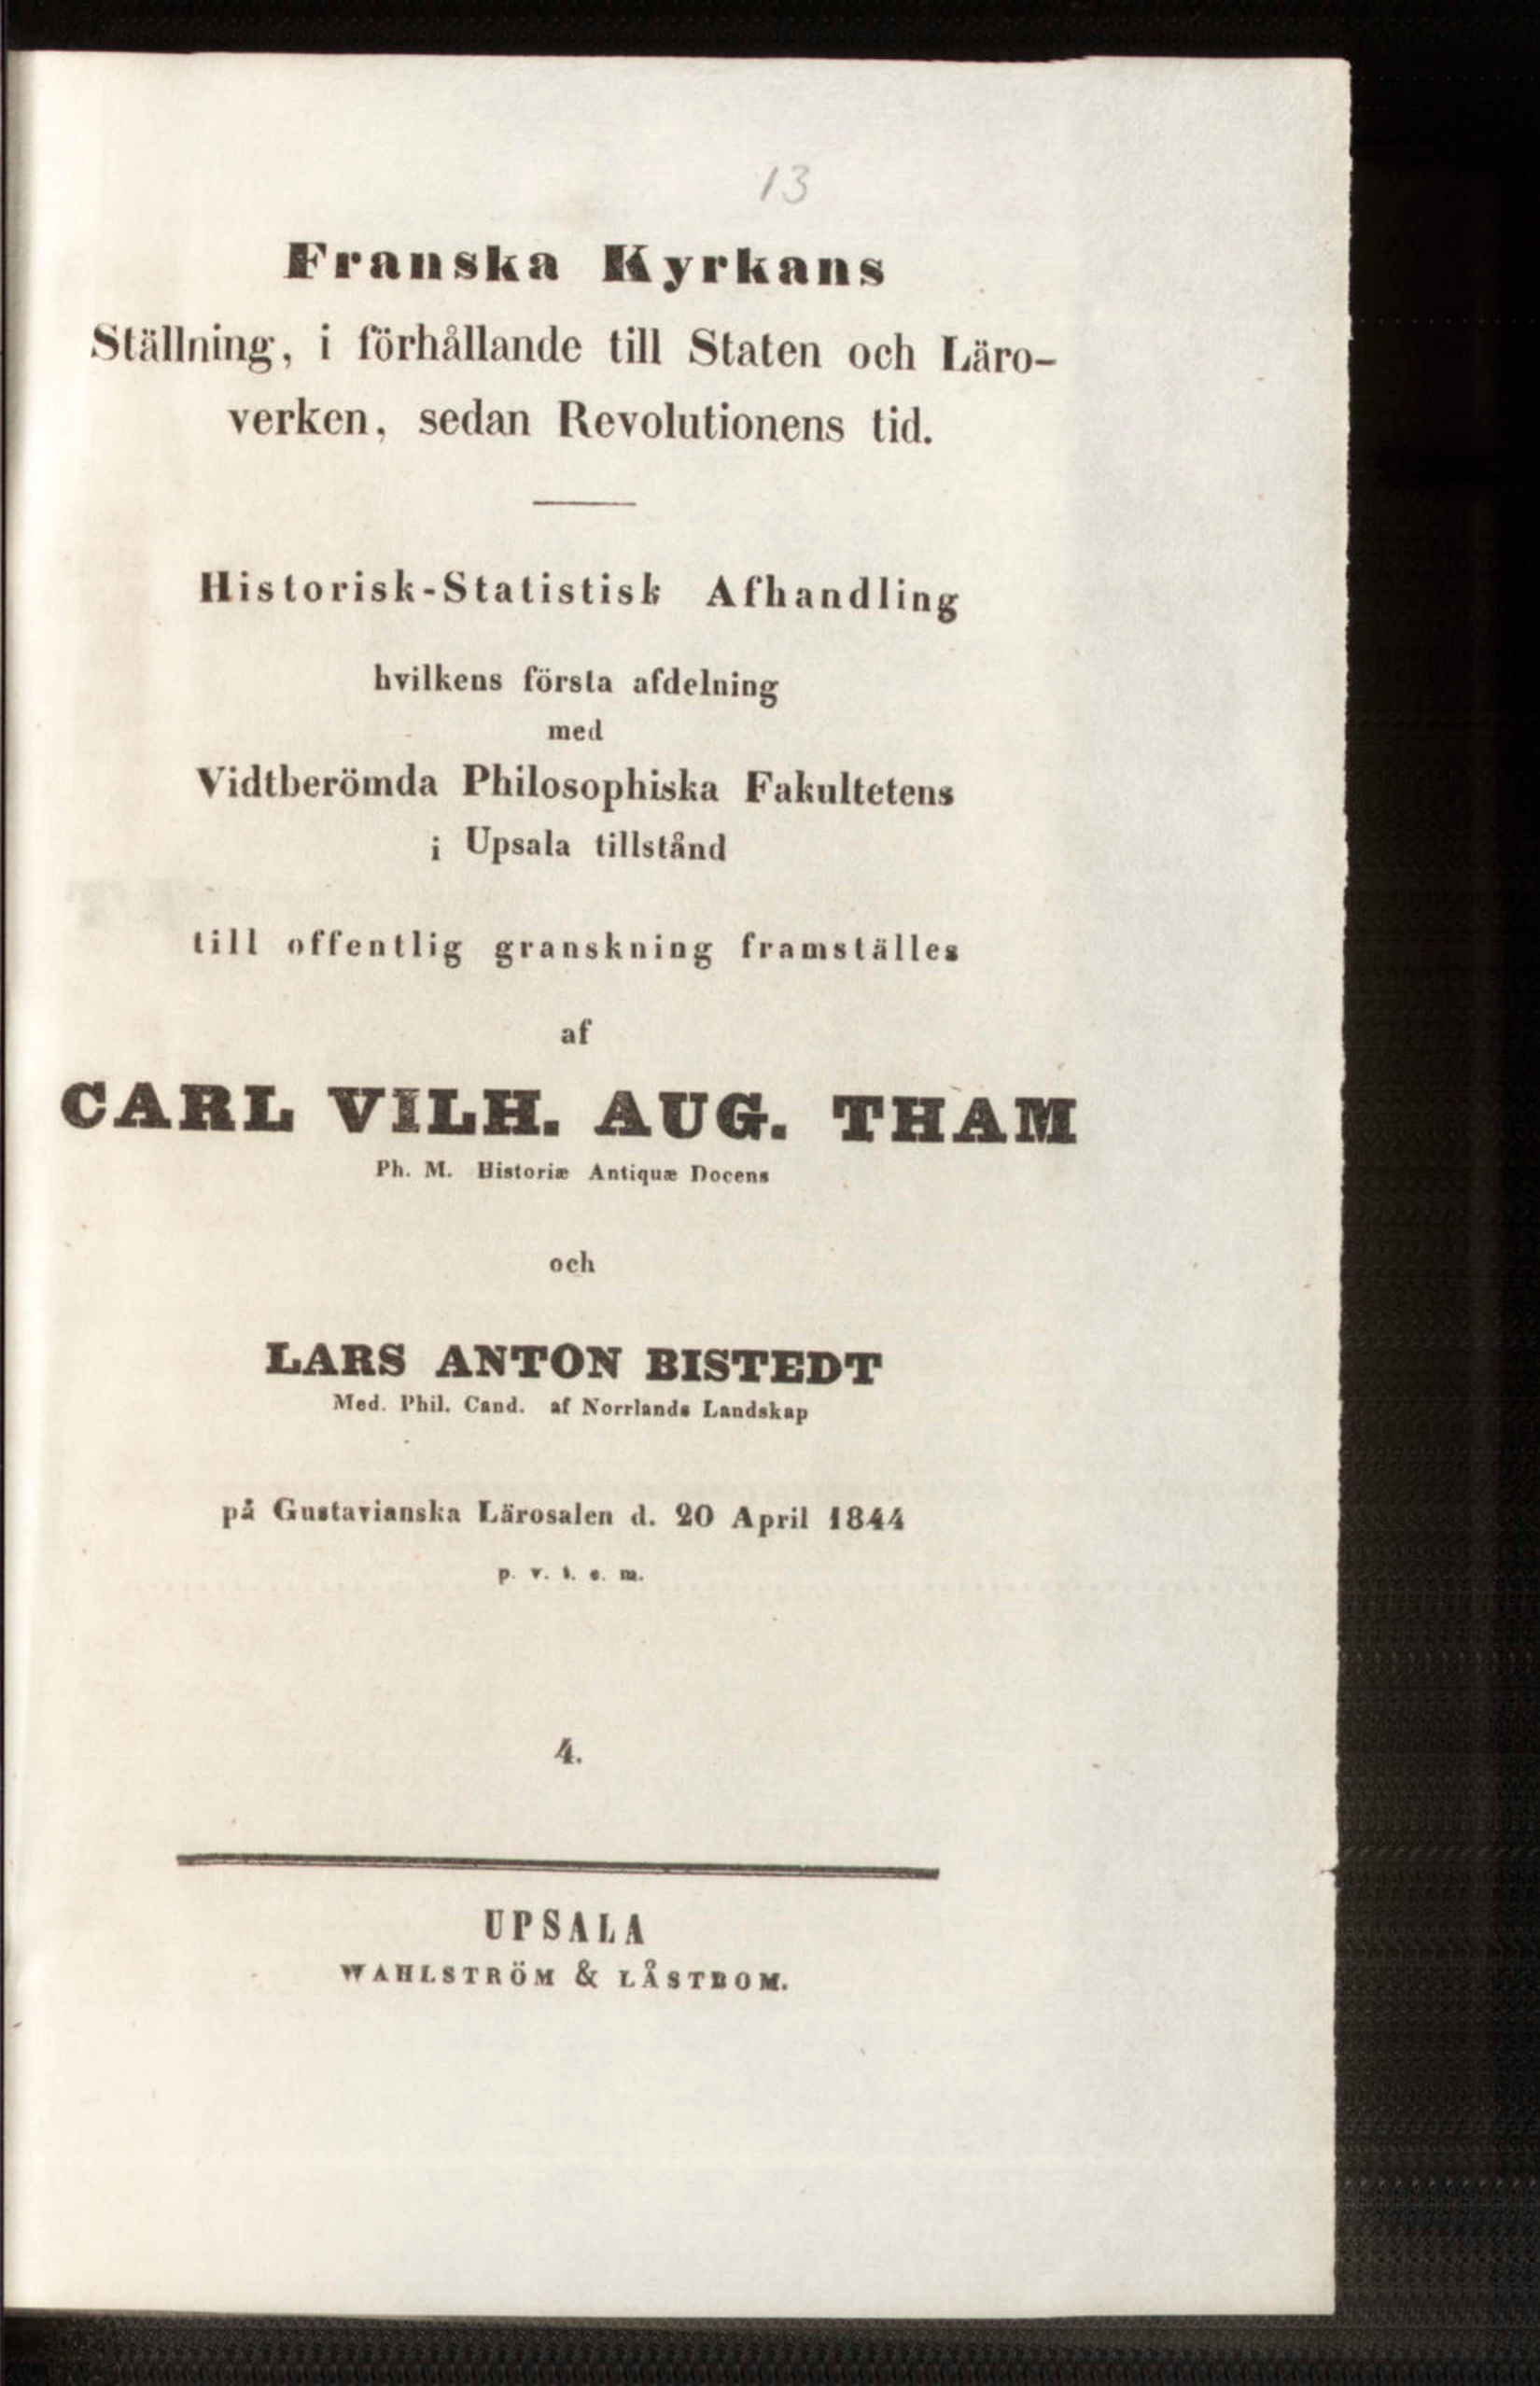 13
Franska Kyrkans
Ställning, i förhållande till Staten och Läro-
verken, sedan Revolutionens tid.
Historisk-Statistisk Afhandling
hvilkens första afdelning
med
Vidtberömda Philosophiska Fakultetens
i Upsala tillstånd
till offentlig granskning framställes
af
CARL VILH. AUG. THAM
Ph. M. Historiæ Antiquæ Docens
och
LARS ANTON BISTEDT
Med. Phil. Cand. af Norrlands Landskap
på Gustavianska Lärosalen d. 20 April 1844
p. v. t. e. m.
4.
UPSALA
WAHLSTRÖM & LÅSTBOM.